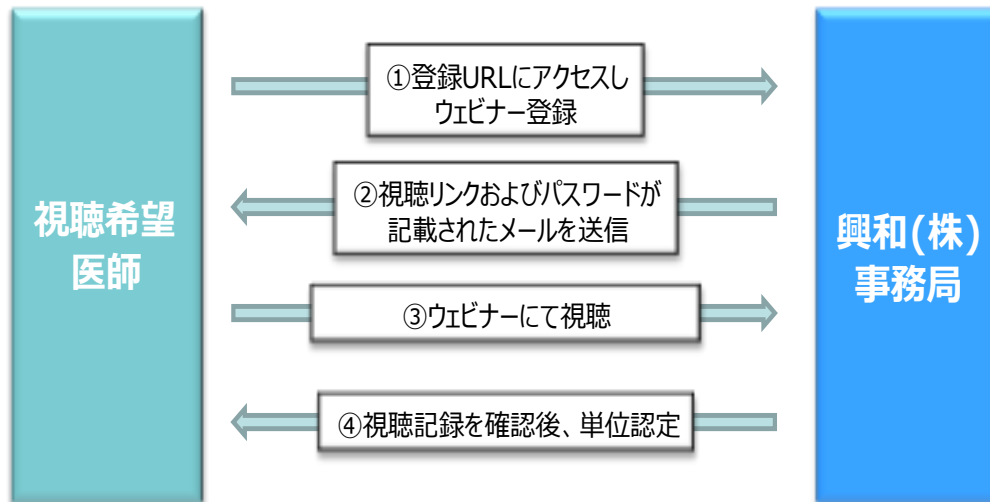 ①登録URLにアクセスし
ウェビナー登録
②視聴リンクおよびパスワードが
記載されたメールを送信
視聴希望
医師
興和(株)
事務局
③ウェビナーにて視聴
④視聴記録を確認後、単位認定